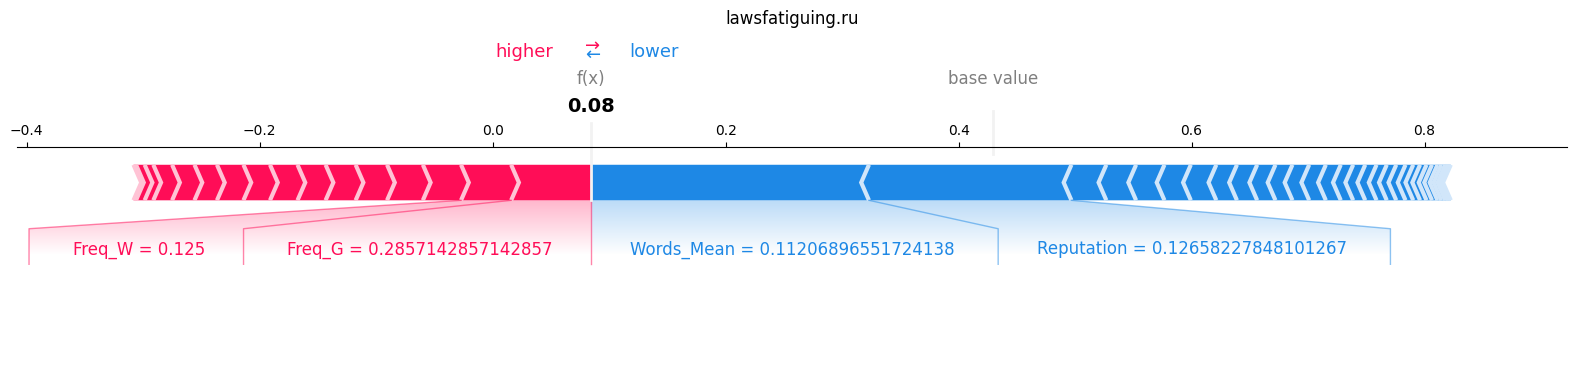 lawsfatiguing.ru
higher ⇄ lower
f(x) base value
0.08
−0.4 −0.2 0.0 0.2 0.4 0.6 0.8
Freq_W = 0.125 Freq_G = 0.2857142857142857 Words_Mean = 0.11206896551724138 Reputation = 0.12658227848101267